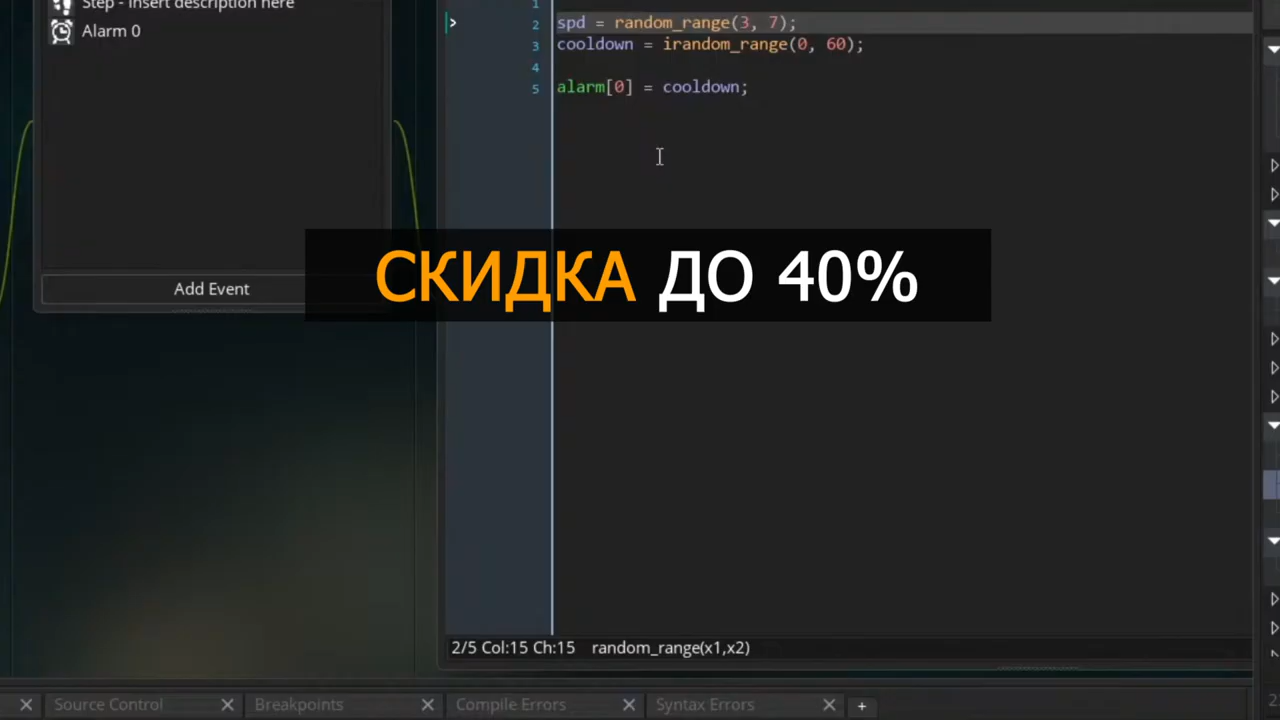 Step - Insert description here
Alarm 0
Add Event
1
2 spd = random_range(3, 7);
3 cooldown = irandom_range(0, 60);
4
5 alarm[0] = cooldown;
СКИДКА ДО 40%
2/5 Col:15 Ch:15 random_range(x1,x2)
Source Control
Breakpoints
Compile Errors
Syntax Errors